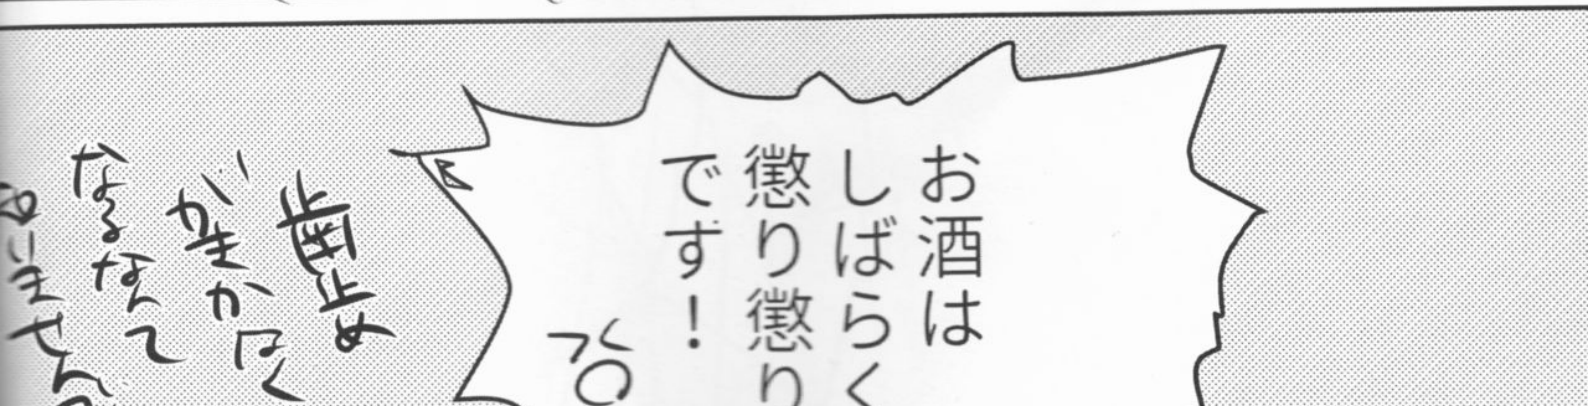 お酒は
しばらく
懲り懲り
です！
歯止め
がきかなく
なるなんて